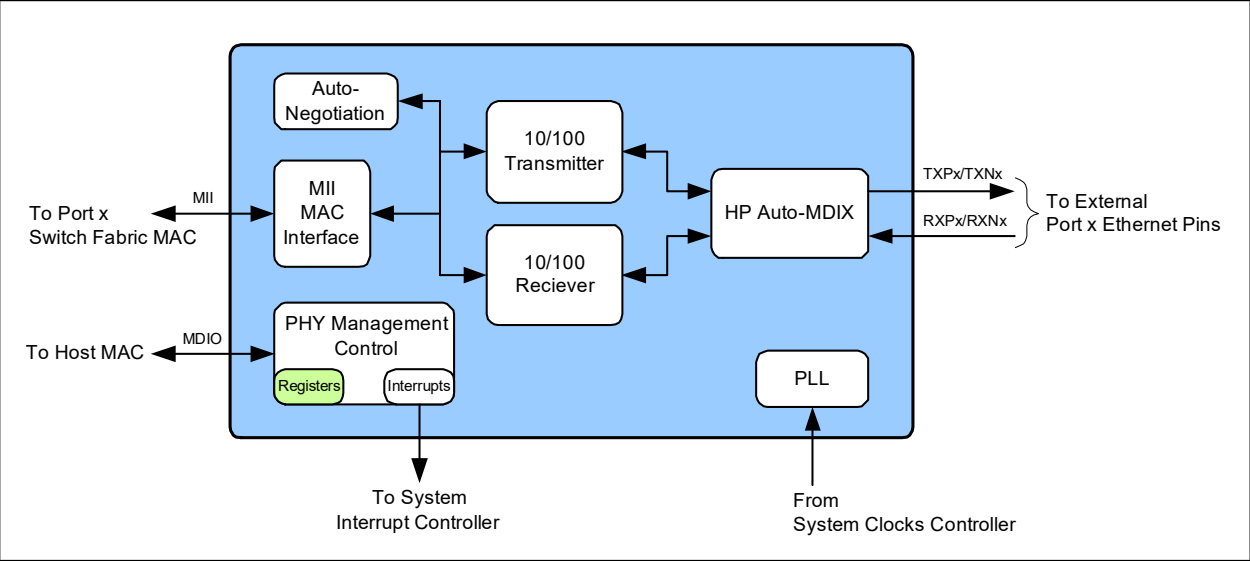 Auto-
Negotiation
10/100
Transmitter
MII
MII
MAC
Interface
To Port x
Switch Fabric MAC
HP Auto-MDIX
TXPx/TXNx
RXPx/RXNx
To External
Port x Ethernet Pins
10/100
Reciever
PHY Management
Control
MDIO
To Host MAC
Registers
Interrupts
PLL
To System
Interrupt Controller
From
System Clocks Controller